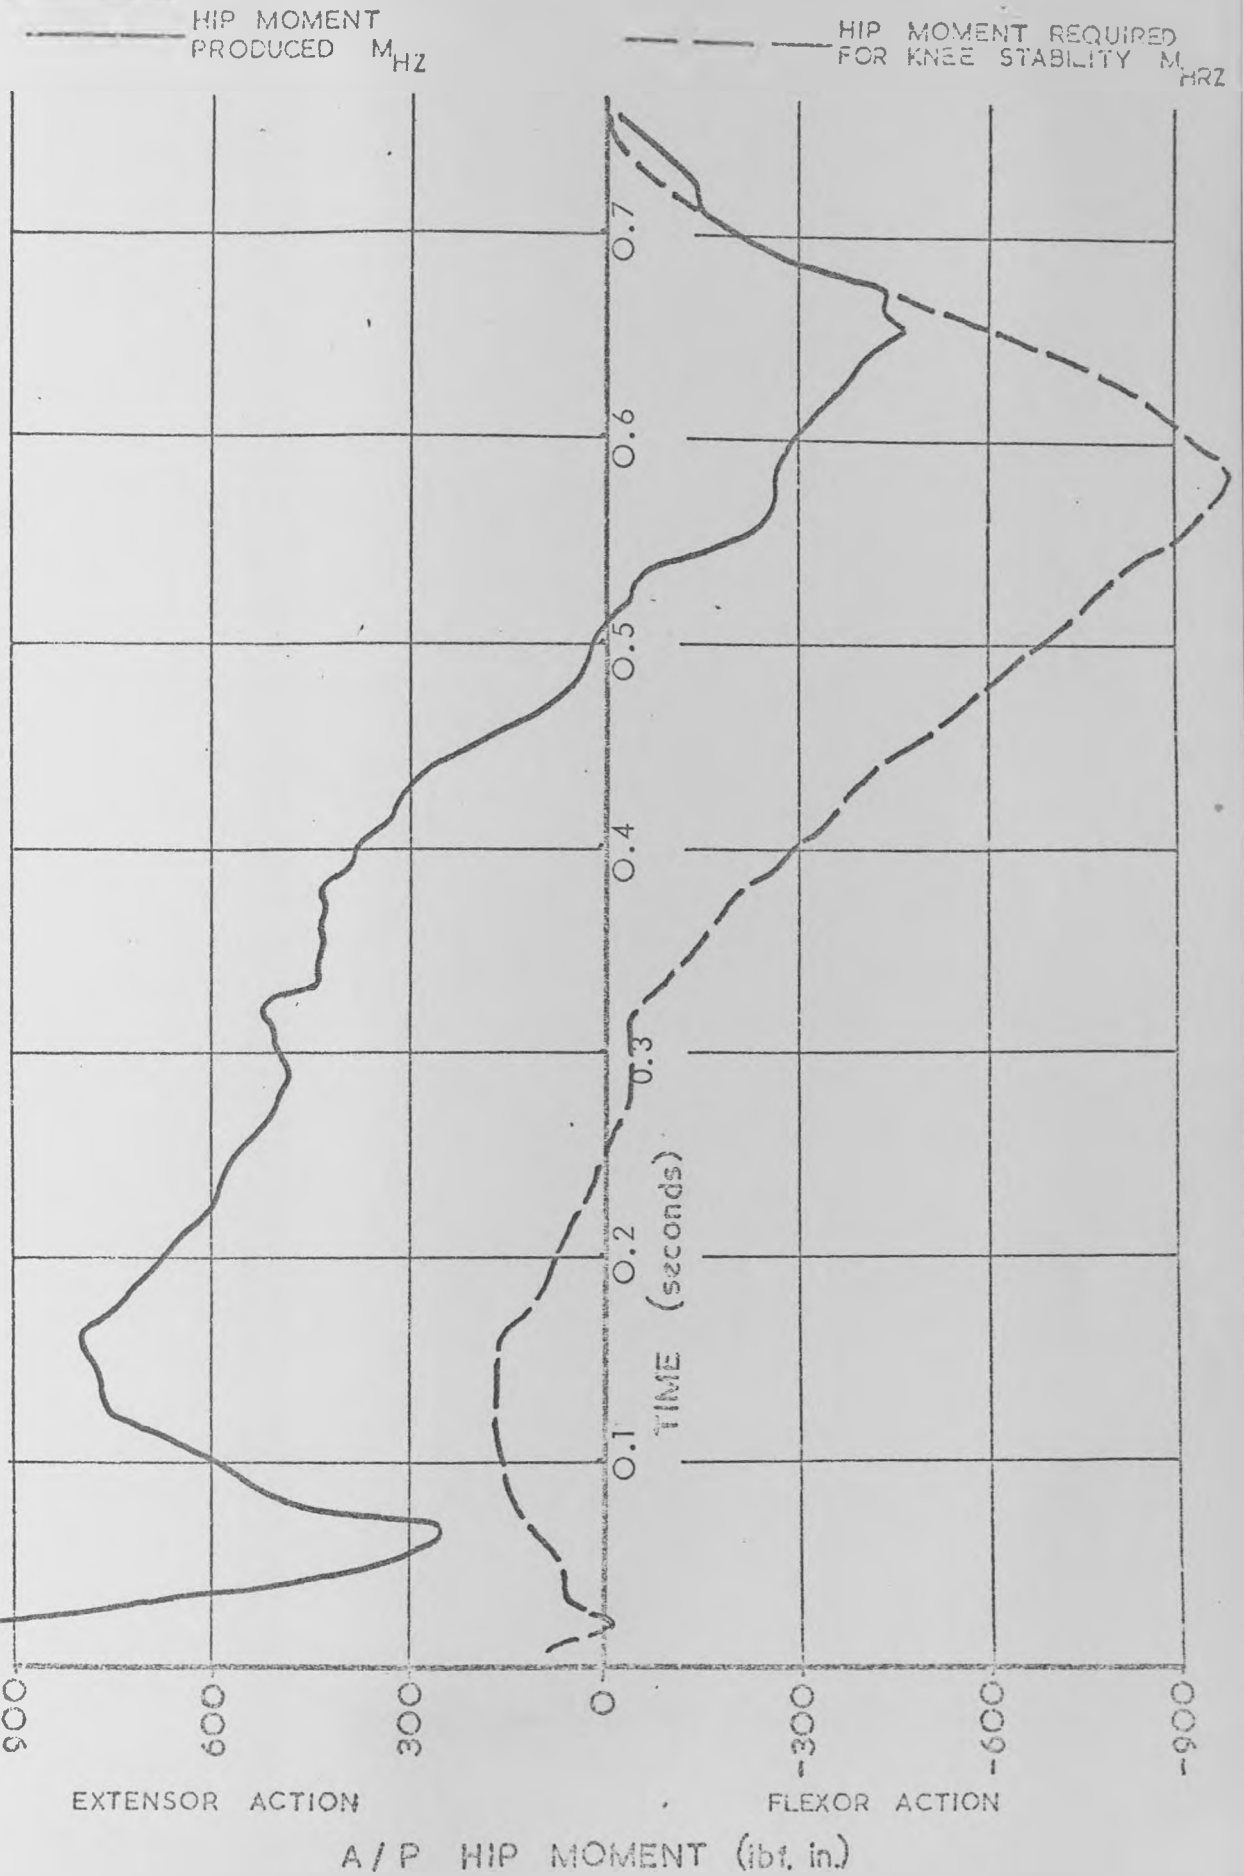 HIP MOMENT
PRODUCED M HZ
HIP MOMENT REQUIRED
FOR KNEE STABILITY M HRZ
0.7
0.6
0.5
0.4
0.3
0.2
0.1
TIME (seconds)
900
600
300
0
-300
-600
-900
EXTENSOR ACTION
FLEXOR ACTION
A/P HIP MOMENT (lbf. in.)